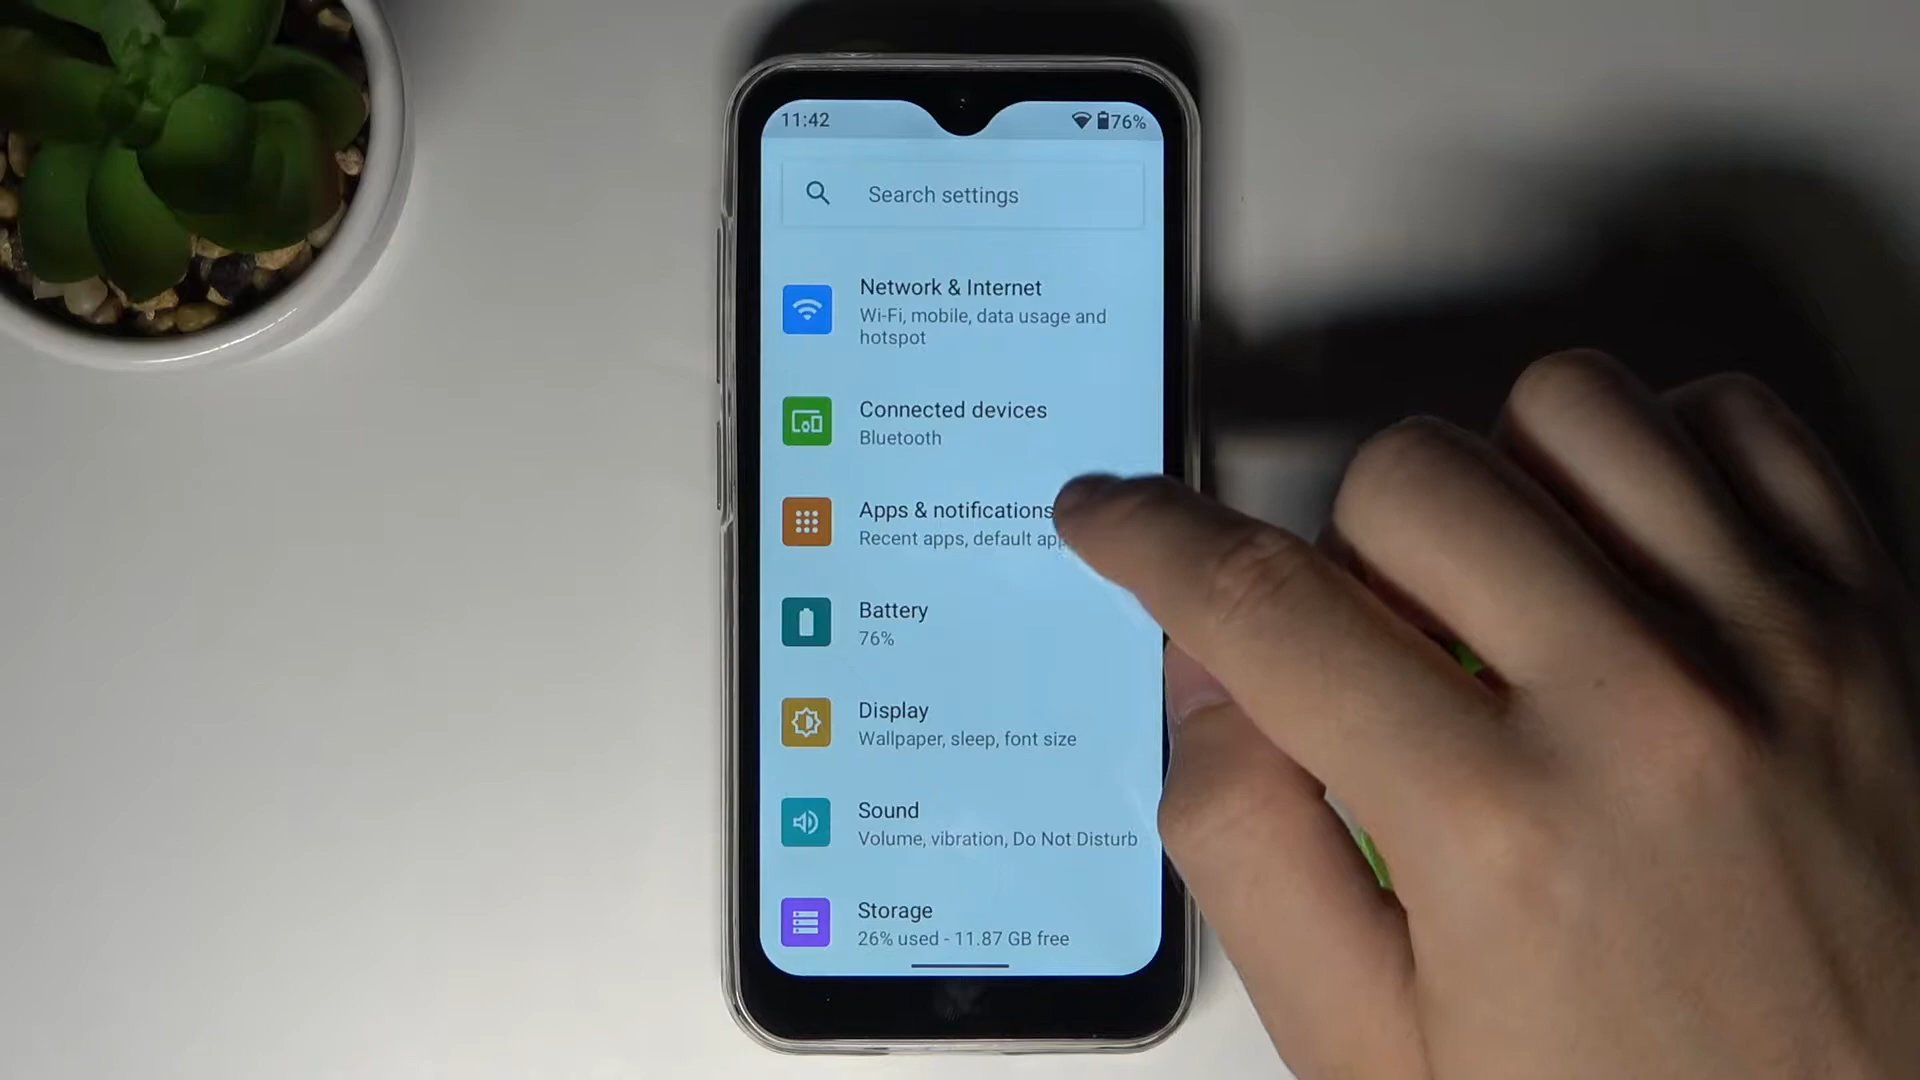 11:42
76%
Search settings
Network & Internet
Wi-Fi, mobile, data usage and
hotspot
Connected devices
Bluetooth
Apps & notifications
Recent apps, default
Battery
76%
Display
Wallpaper, sleep, font size
Sound
Volume, vibration, Do Not Disturb
Storage
26% used - 11.87 GB free